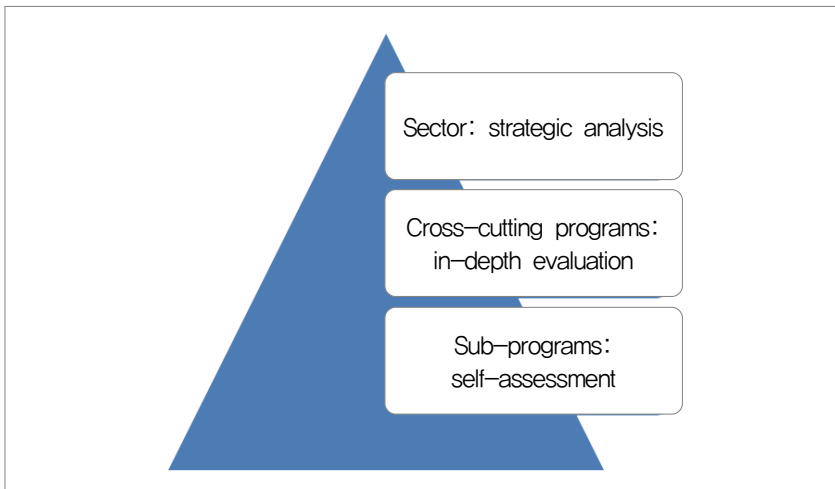 Sector: strategic analysis
Cross-cutting programs:
in-depth evaluation
Sub-programs:
self-assessment